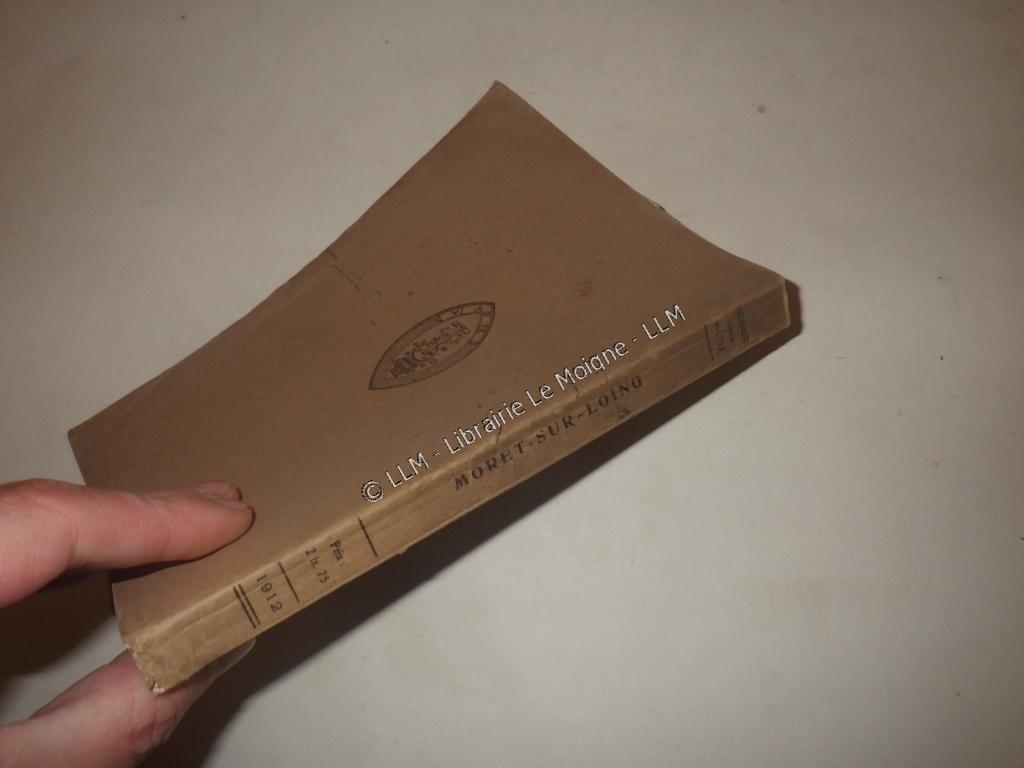 © LLM - Librairie Le Moigne - LLM
MORET-SUR-LOING
Prix :
2 fr. 75
1912